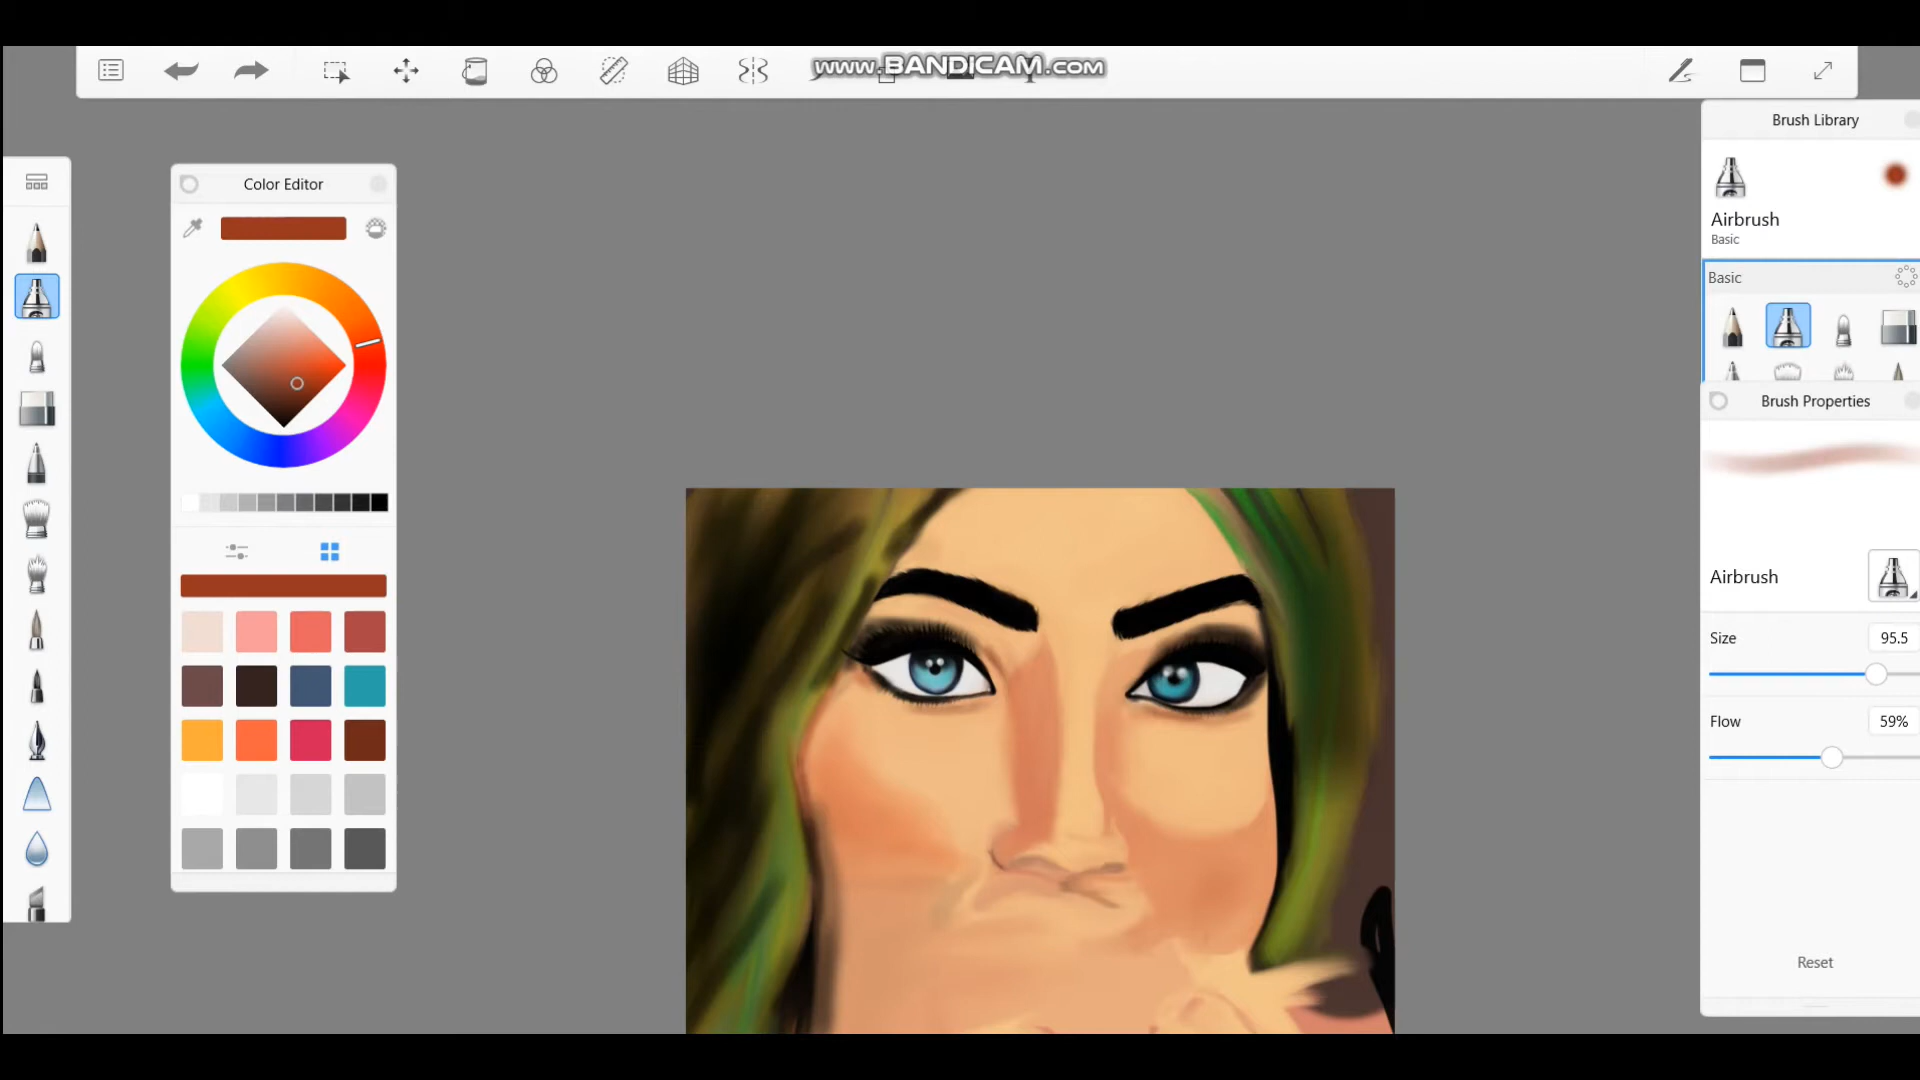 www.BANDICAM.com
Brush Library
Color Editor
Airbrush
Basic
Basic
Brush Properties
Airbrush
Size
95.5
Flow
59%
Reset